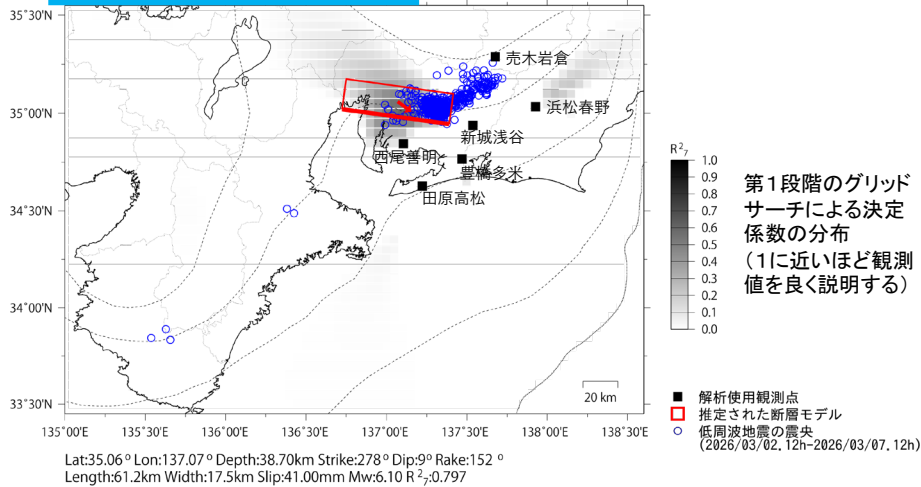 35°30'N
35°00'N
34°30'N
34°00'N
33°30'N
135°00'E
135°30'E
136°00'E
136°30'E
137°00'E
137°30'E
138°00'E
138°30'E
売木岩倉
浜松春野
新城浅谷
西尾善明
豊橋多米
田原高松
20 km
R²₇
1.0
0.9
0.8
0.7
0.6
0.5
0.4
0.3
0.2
0.1
0.0
第1段階のグリッド
サーチによる決定
係数の分布
(1に近いほど観測
値を良く説明する)
解析使用観測点
推定された断層モデル
低周波地震の震央
(2026/03/02.12h-2026/03/07.12h)
Lat:35.06° Lon:137.07° Depth:38.70km Strike:278° Dip:9° Rake:152 °
Length:61.2km Width:17.5km Slip:41.00mm Mw:6.10 R²₇:0.797